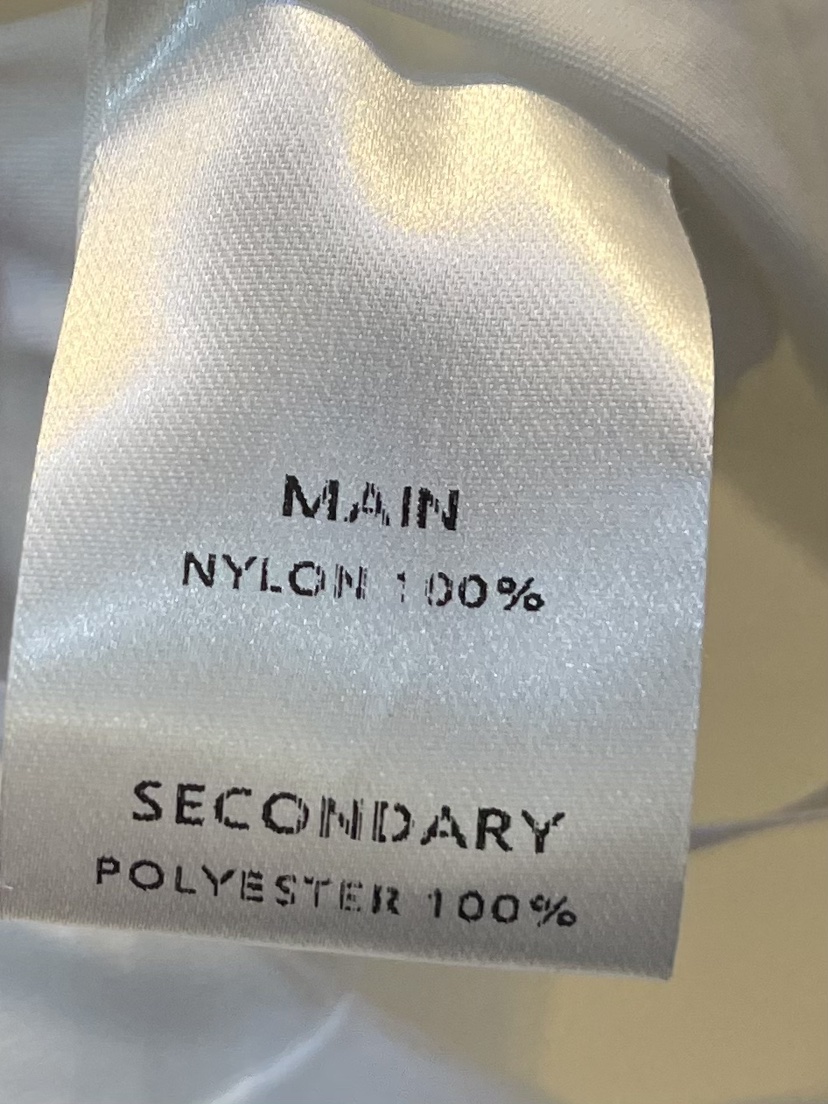 MAIN
NYLON 100%
SECONDARY
POLYESTER 100%